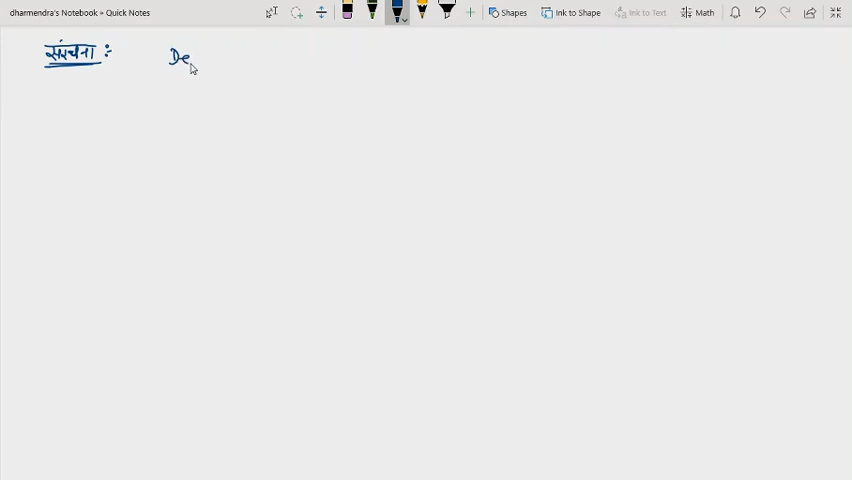 dharmendra's Notebook » Quick Notes Shapes Ink to Shape Ink to Text Math
संरचना :- De